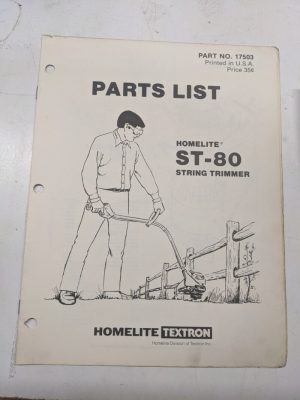 PART NO. 17503
Printed in U.S.A.
Price 35¢
PARTS LIST
HOMELITE®
ST-80
STRING TRIMMER
HOMELITE TEXTRON
Homelite Division of Textron Inc.